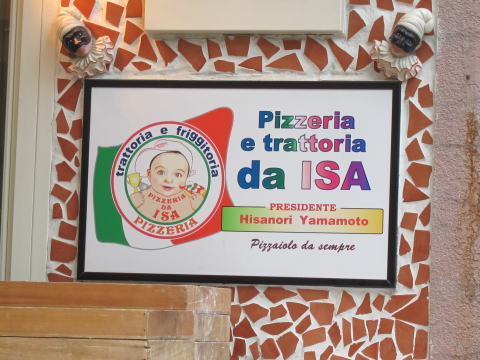 trattoria e friggitoria
PIZZERIA
DA
ISA
PIZZERIA
Pizzeria
e trattoria
da ISA
PRESIDENTE
Hisanori Yamamoto
Pizzaiolo da sempre